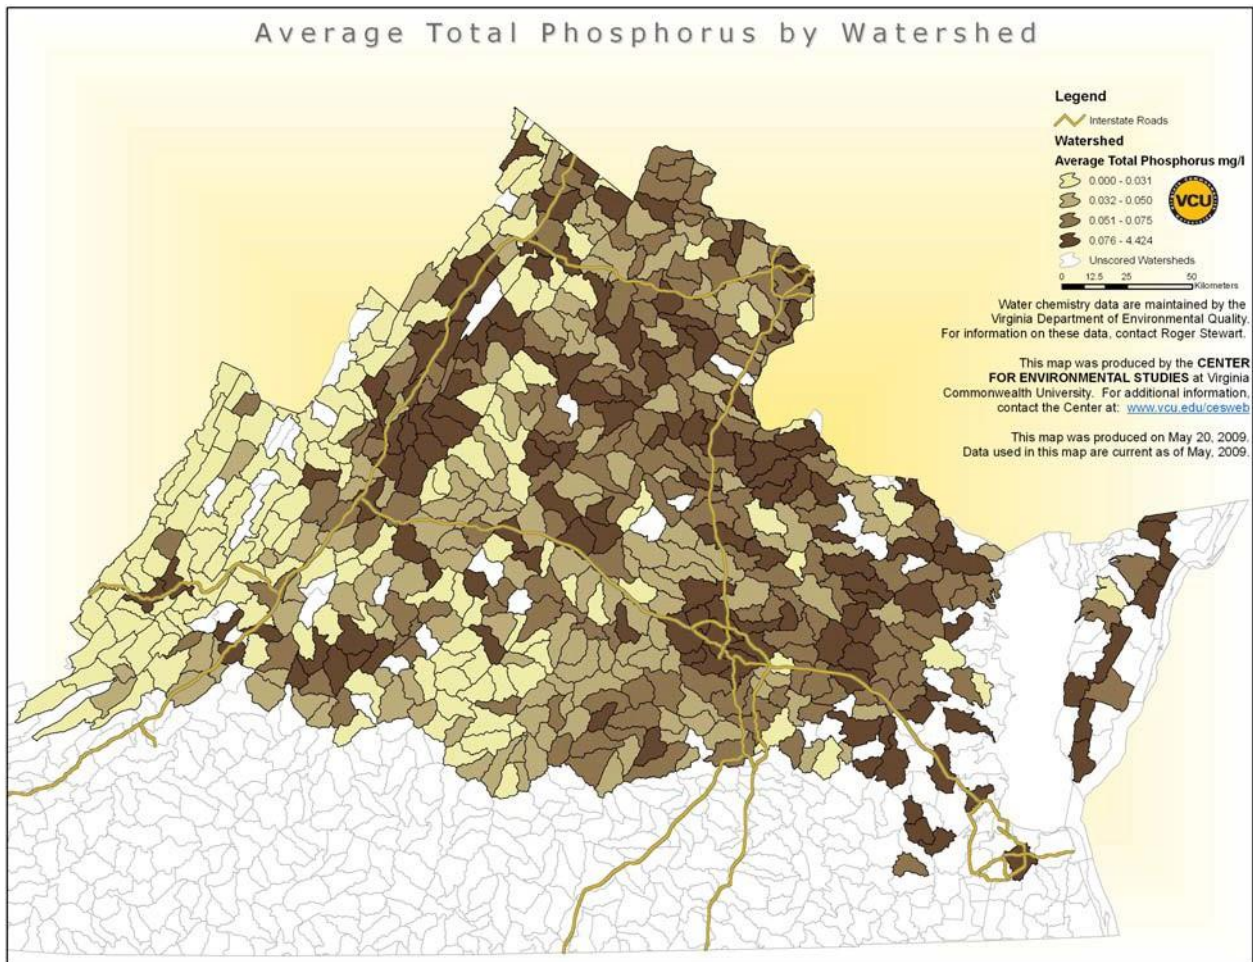 Average Total Phosphorus by Watershed
Legend
Interstate Roads
Watershed
Average Total Phosphorus mg/l
0.000 - 0.031
0.032 - 0.050
0.051 - 0.075
0.076 - 4.424
Unscored Watersheds
VCU
0 12.5 25 50
Kilometers
Water chemistry data are maintained by the
Virginia Department of Environmental Quality.
For information on these data, contact Roger Stewart.
This map was produced by the CENTER
FOR ENVIRONMENTAL STUDIES at Virginia
Commonwealth University. For additional information,
contact the Center at: www.vcu.edu/cesweb
This map was produced on May 20, 2009.
Data used in this map are current as of May, 2009.